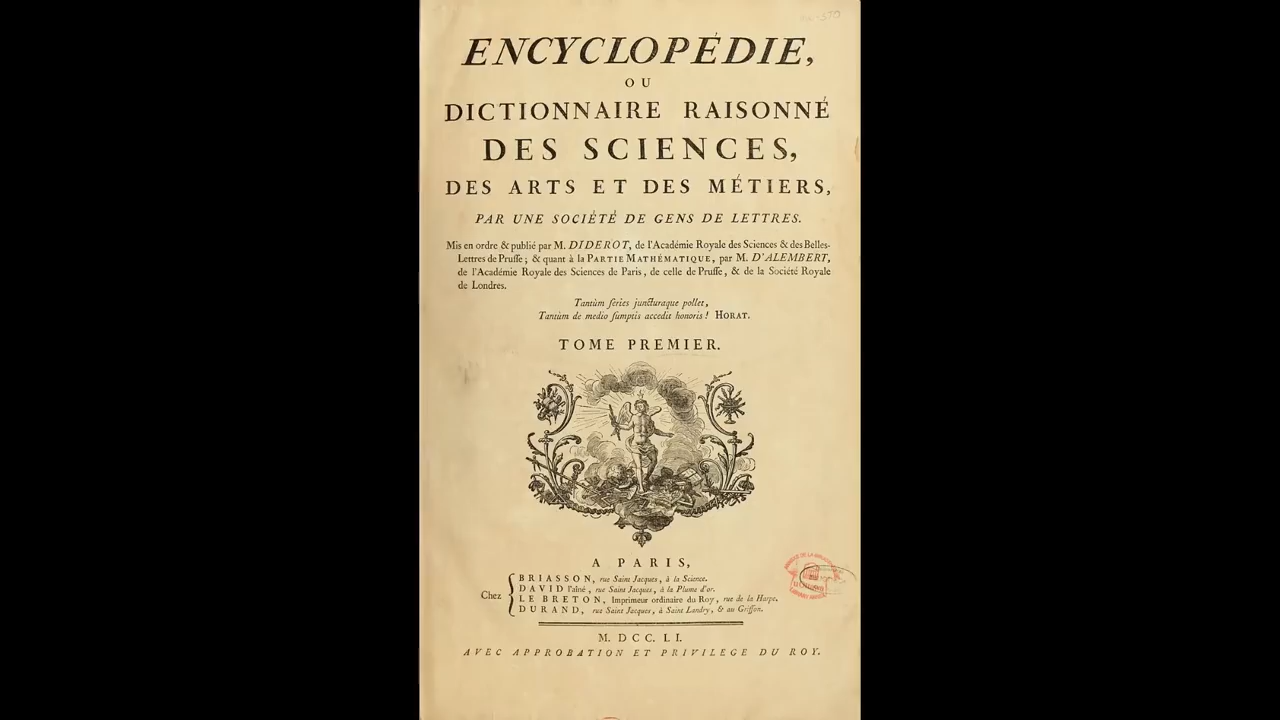 ENCYCLOPÉDIE,
OU
DICTIONNAIRE RAISONNÉ
DES SCIENCES,
DES ARTS ET DES MÉTIERS,
PAR UNE SOCIÉTÉ DE GENS DE LETTRES.
Mis en ordre & publié par M. DIDEROT, de l'Académie Royale des Sciences & des Belles-
Lettres de Pruſſe ; & quant à la PARTIE MATHÉMATIQUE, par M. D'ALEMBERT,
de l'Académie Royale des Sciences de Paris, de celle de Pruſſe, & de la Société Royale
de Londres.
Tantùm ſeries juncturaque pollet,
Tantùm de medio ſumptis accedit honoris ! HORAT.
TOME PREMIER.
A PARIS,
Chez
BRIASSON, rue Saint Jacques, à la Science.
DAVID l'aîné, rue Saint Jacques, à la Plume d'or.
LE BRETON, Imprimeur ordinaire du Roy, rue de la Harpe.
DURAND, rue Saint Jacques, à Saint Landry, & au Griffon.
M. DCC. LI.
AVEC APPROBATION ET PRIVILEGE DU ROY.